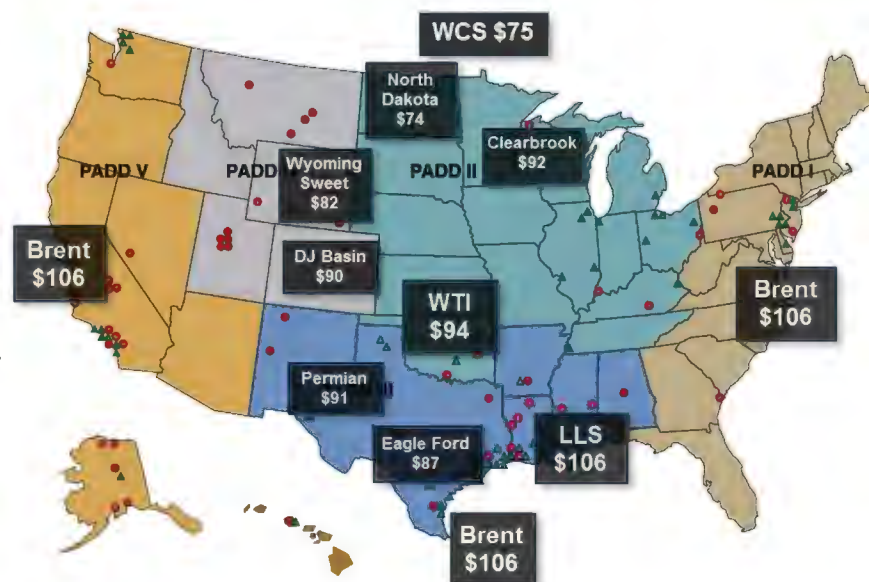 WCS $75
North
Dakota
$74
Clearbrook
$92
PADD V
PADD
Wyoming
Sweet
$82
PADD II
PADD I
Brent
$106
DJ Basin
$90
WTI
$94
Brent
$106
Permian
$91
Eagle Ford
$87
LLS
$106
Brent
$106